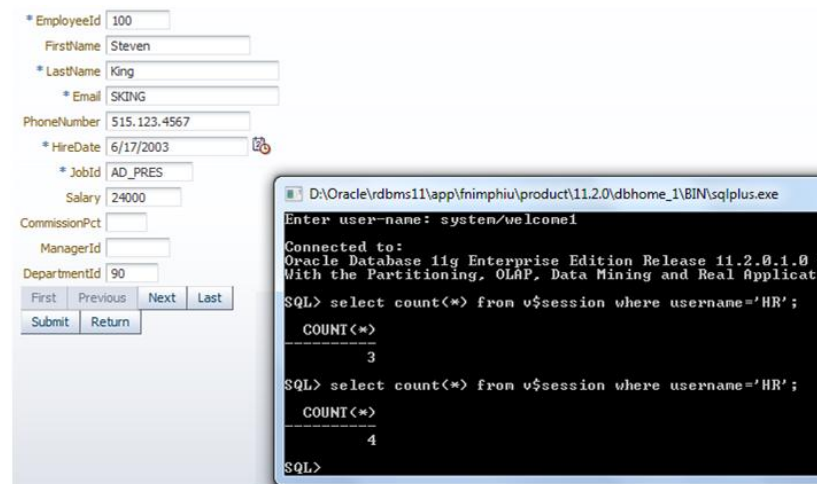 * EmployeeId 100
FirstName Steven
* LastName King
* Email SKING
PhoneNumber 515.123.4567
* HireDate 6/17/2003
* JobId AD_PRES
Salary 24000
CommissionPct
ManagerId
DepartmentId 90
First Previous Next Last
Submit Return
D:\Oracle\rdbms11\app\fnimphiu\product\11.2.0\dbhome_1\BIN\sqlplus.exe
Enter user-name: system/welcome1
Connected to:
Oracle Database 11g Enterprise Edition Release 11.2.0.1.0
With the Partitioning, OLAP, Data Mining and Real Applicat
SQL> select count(*) from v$session where username='HR';
COUNT(*)
----------
3
SQL> select count(*) from v$session where username='HR';
COUNT(*)
----------
4
SQL>